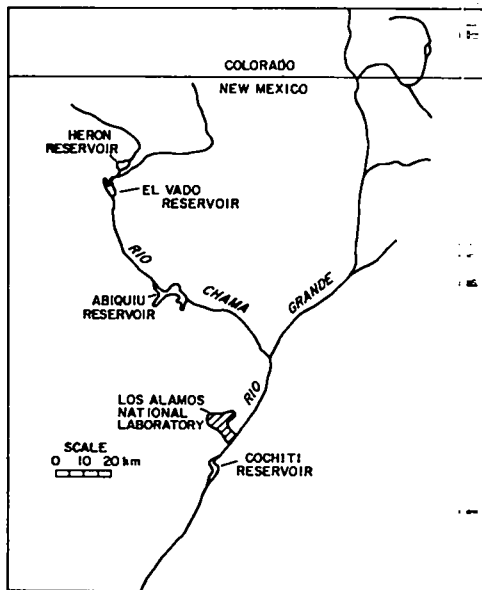 COLORADO
NEW MEXICO
HERON
RESERVOIR
EL VADO
RESERVOIR
RIO
CHAMA
GRANDE
ABIQUIU
RESERVOIR
LOS ALAMOS
NATIONAL
LABORATORY
RIO
SCALE
0 10 20 km
COCHITI
RESERVOIR